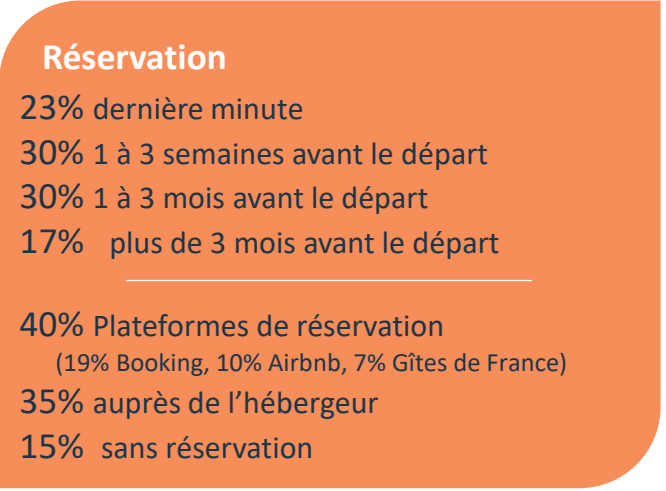 Réservation
23% dernière minute
30% 1 à 3 semaines avant le départ
30% 1 à 3 mois avant le départ
17% plus de 3 mois avant le départ
40% Plateformes de réservation
(19% Booking, 10% Airbnb, 7% Gîtes de France)
35% auprès de l’hébergeur
15% sans réservation